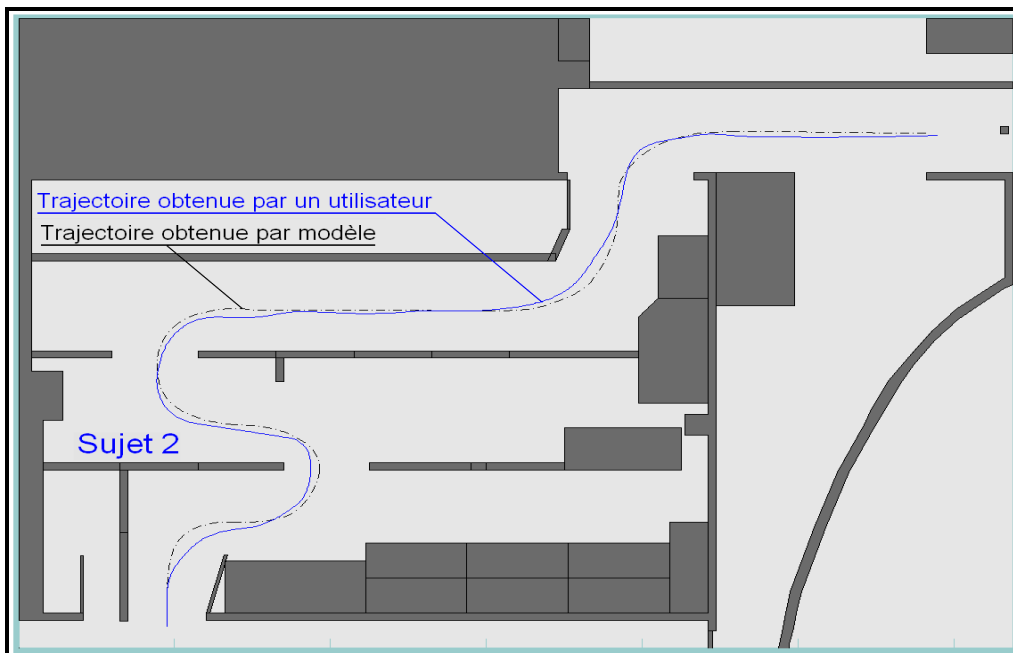 Trajectoire obtenue par un utilisateur
Trajectoire obtenue par modèle
Sujet 2